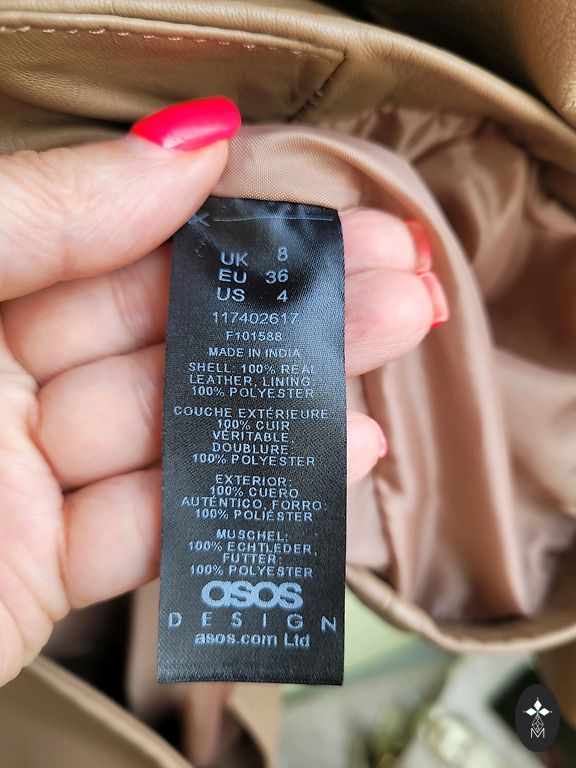 UK 8
EU 36
US 4
117402617
F101588
MADE IN INDIA
SHELL: 100% REAL
LEATHER, LINING:
100% POLYESTER
COUCHE EXTÉRIEURE:
100% CUIR
VÉRITABLE,
DOUBLURE:
100% POLYESTER
EXTERIOR:
100% CUERO
AUTÉNTICO, FORRO:
100% POLIÉSTER
MUSCHEL:
100% ECHTLEDER,
FUTTER:
100% POLYESTER
asos
DESIGN
asos.com Ltd
M